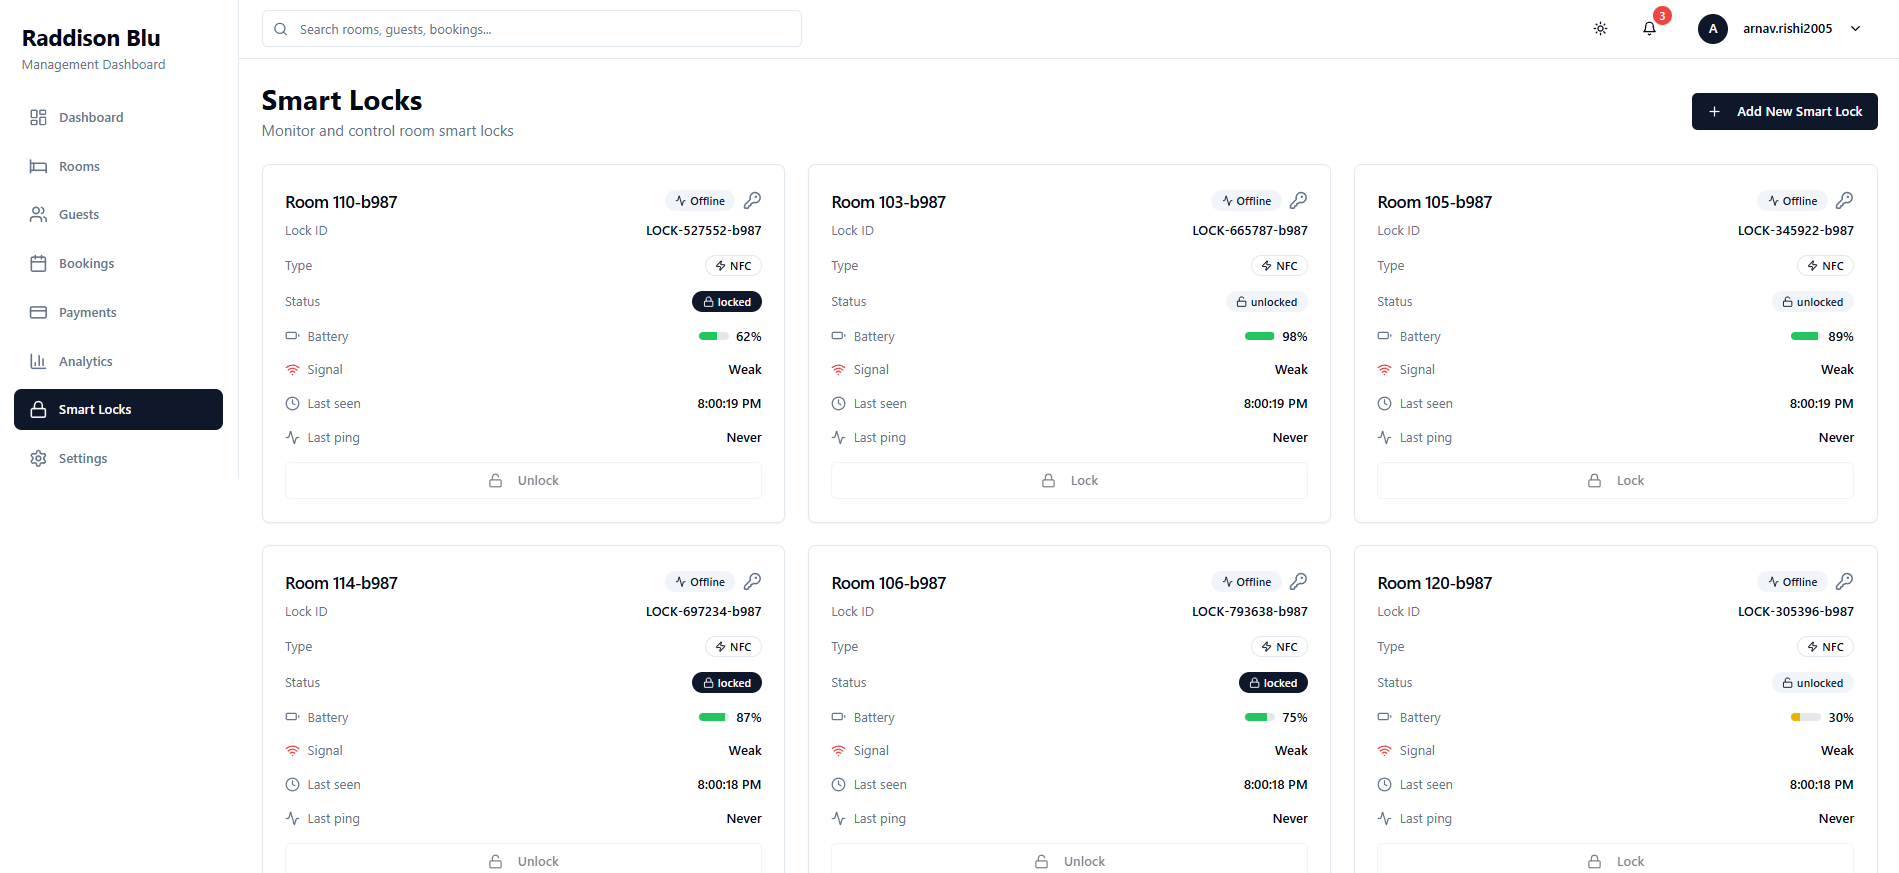 Raddison Blu
Management Dashboard
Dashboard
Rooms
Guests
Bookings
Payments
Analytics
Smart Locks
Settings
Search rooms, guests, bookings...
3
A
arnav.rishi2005
Smart Locks
Monitor and control room smart locks
Add New Smart Lock
Room 110-b987
Offline
Lock ID
LOCK-527552-b987
Type
NFC
Status
locked
Battery
62%
Signal
Weak
Last seen
8:00:19 PM
Last ping
Never
Unlock
Room 103-b987
Offline
Lock ID
LOCK-665787-b987
Type
NFC
Status
unlocked
Battery
98%
Signal
Weak
Last seen
8:00:19 PM
Last ping
Never
Lock
Room 105-b987
Offline
Lock ID
LOCK-345922-b987
Type
NFC
Status
unlocked
Battery
89%
Signal
Weak
Last seen
8:00:19 PM
Last ping
Never
Lock
Room 114-b987
Offline
Lock ID
LOCK-697234-b987
Type
NFC
Status
locked
Battery
87%
Signal
Weak
Last seen
8:00:18 PM
Last ping
Never
Unlock
Room 106-b987
Offline
Lock ID
LOCK-793638-b987
Type
NFC
Status
locked
Battery
75%
Signal
Weak
Last seen
8:00:18 PM
Last ping
Never
Unlock
Room 120-b987
Offline
Lock ID
LOCK-305396-b987
Type
NFC
Status
unlocked
Battery
30%
Signal
Weak
Last seen
8:00:18 PM
Last ping
Never
Lock